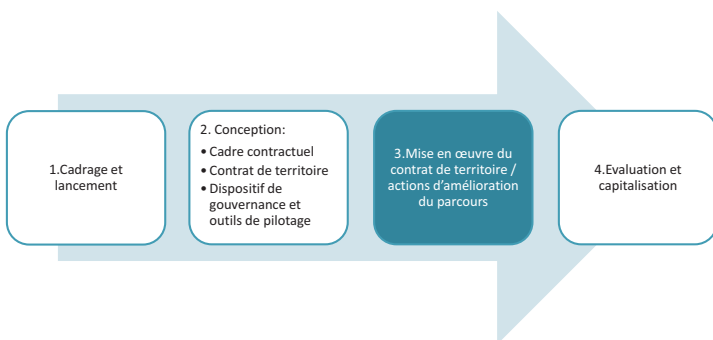 1.Cadrage et
lancement
2. Conception:
• Cadre contractuel
• Contrat de territoire
• Dispositif de
gouvernance et
outils de pilotage
3.Mise en œuvre du
contrat de territoire /
actions d'amélioration
du parcours
4.Evaluation et
capitalisation